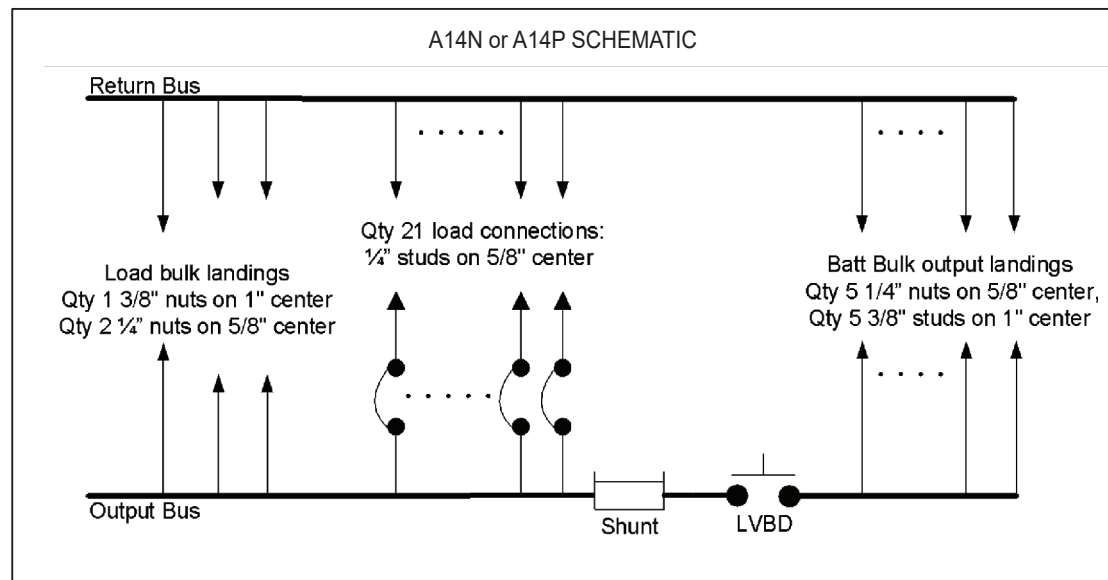 A14N or A14P SCHEMATIC
Return Bus
Qty 21 load connections:
¼” studs on 5/8" center
Load bulk landings
Qty 1 3/8" nuts on 1" center
Qty 2 ¼” nuts on 5/8" center
Batt Bulk output landings
Qty 5 1/4” nuts on 5/8" center,
Qty 5 3/8" studs on 1" center
Output Bus
Shunt
LVBD